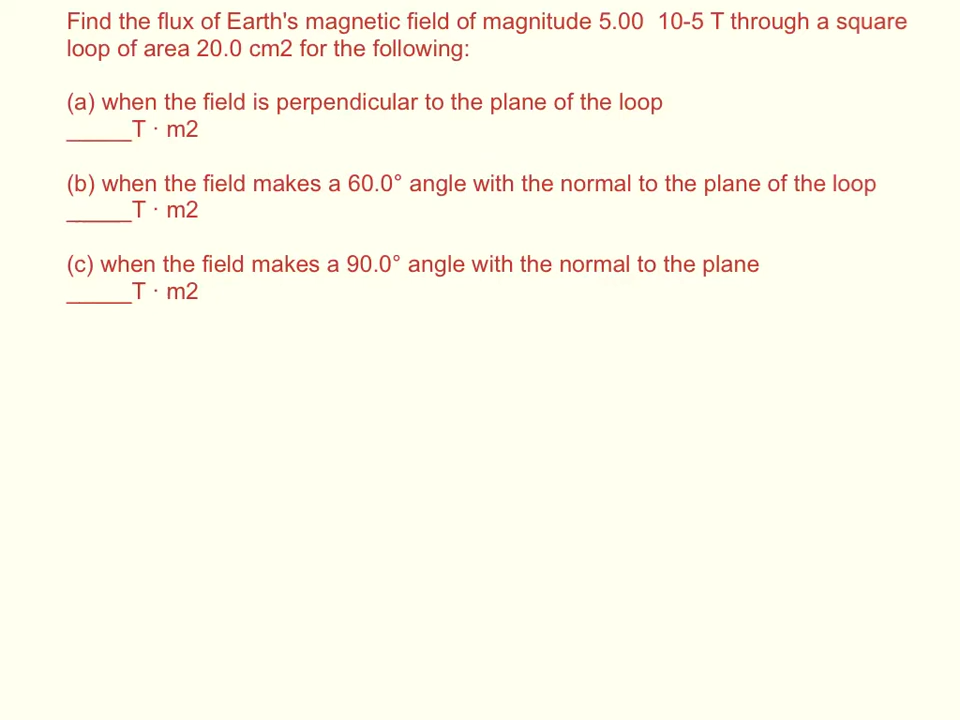 Find the flux of Earth's magnetic field of magnitude 5.00  10-5 T through a square
loop of area 20.0 cm2 for the following:
(a) when the field is perpendicular to the plane of the loop
_____T · m2
(b) when the field makes a 60.0° angle with the normal to the plane of the loop
_____T · m2
(c) when the field makes a 90.0° angle with the normal to the plane
_____T · m2